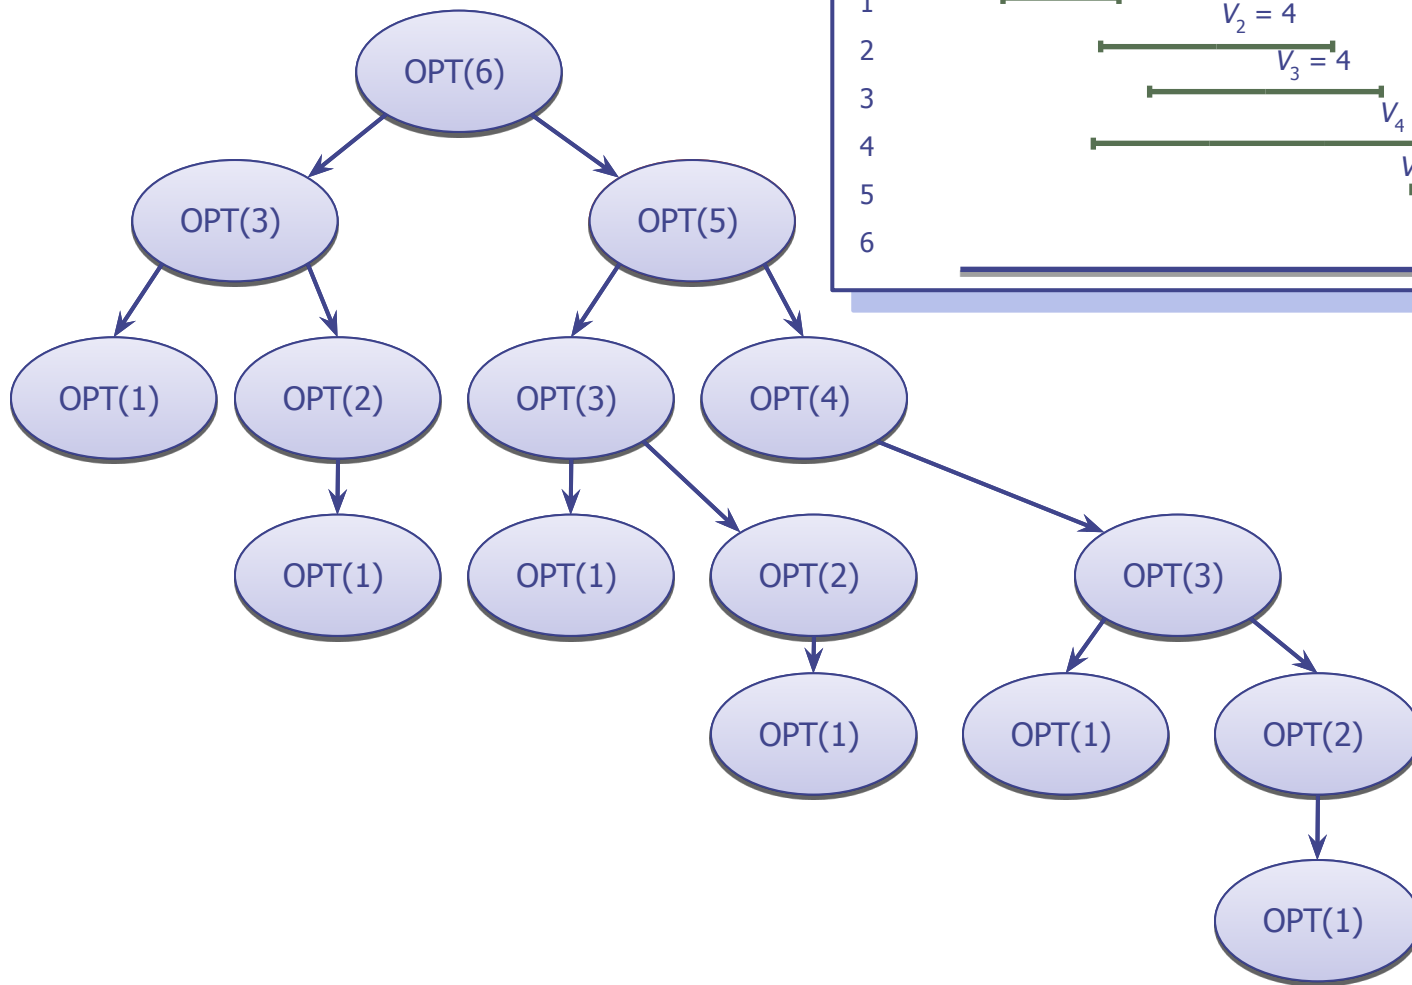 OPT(6)
OPT(3)
OPT(5)
OPT(1)
OPT(2)
OPT(3)
OPT(4)
OPT(1)
OPT(1)
OPT(2)
OPT(3)
OPT(1)
OPT(1)
OPT(2)
OPT(1)
1
V2 = 4
2
V3 = 4
3
V4
4
V
5
6